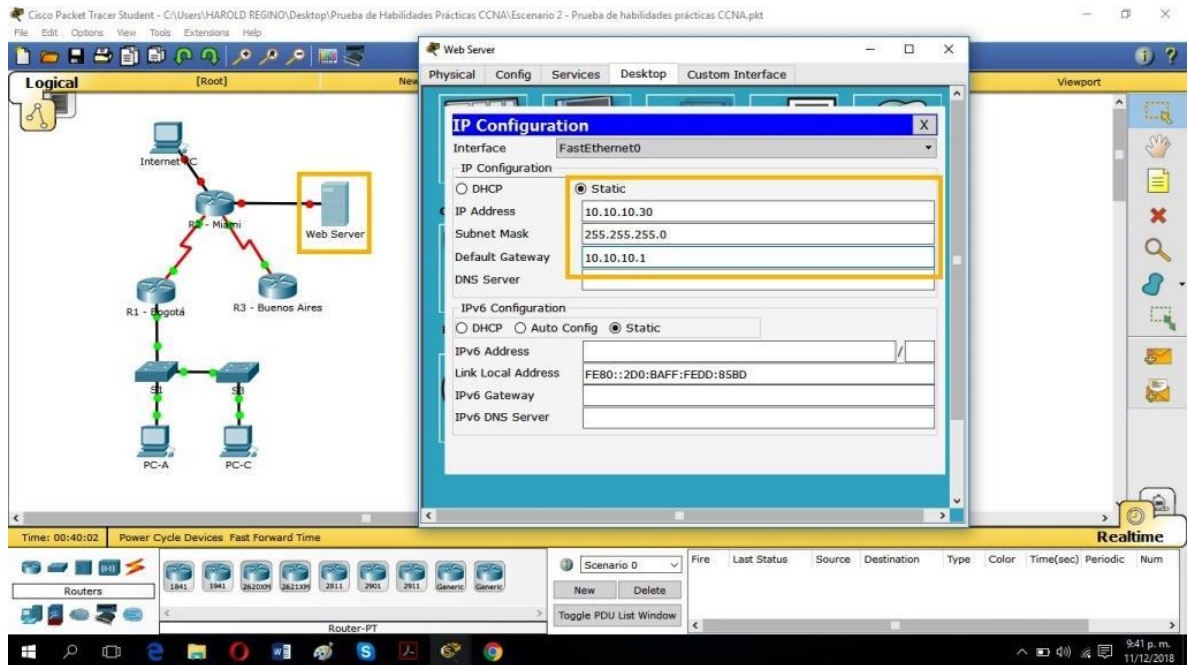 Cisco Packet Tracer Student - C:\Users\HAROLD REGINO\Desktop\Prueba de Habilidades Prácticas CCNA\Escenario 2 - Prueba de habilidades prácticas CCNA.pkt
File Edit Options View Tools Extensions Help
Logical
[Root]
New
Viewport
Internet PC
R2 - Miami
Web Server
R1 - Bogotá
R3 - Buenos Aires
S1
S3
PC-A
PC-C
Web Server
Physical Config Services Desktop Custom Interface
IP Configuration X
Interface FastEthernet0
IP Configuration
DHCP Static
IP Address 10.10.10.30
Subnet Mask 255.255.255.0
Default Gateway 10.10.10.1
DNS Server
IPv6 Configuration
DHCP Auto Config Static
IPv6 Address /
Link Local Address FE80::2D0:BAFF:FEDD:85BD
IPv6 Gateway
IPv6 DNS Server
Time: 00:40:02 Power Cycle Devices Fast Forward Time
Realtime
Routers
1841 1941 2620XM 2621XM 2811 2901 2911 Generic Generic
Router-PT
Scenario 0
New Delete
Toggle PDU List Window
Fire Last Status Source Destination Type Color Time(sec) Periodic Num
9:41 p. m.
11/12/2018